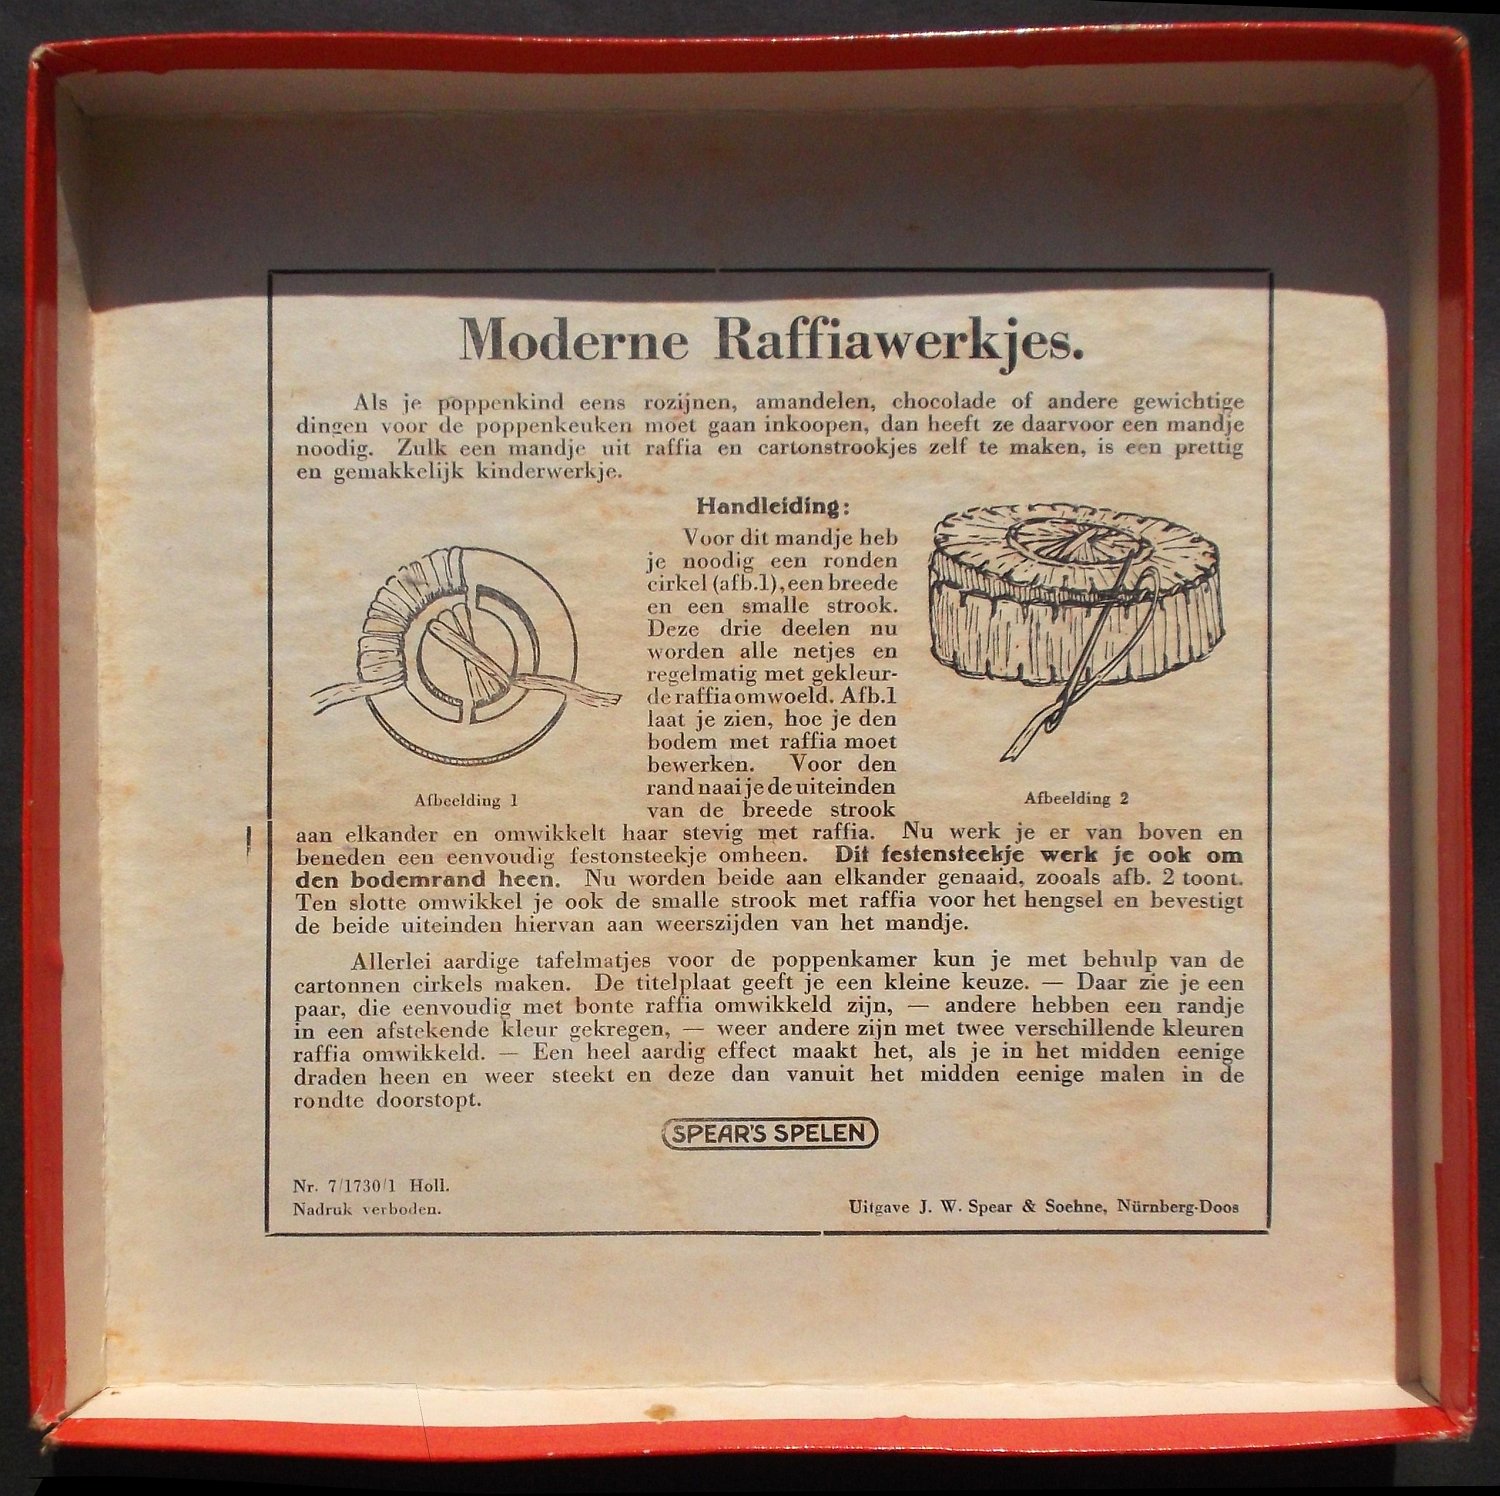 Moderne Raffiawerkjes.
Als je poppenkind eens rozijnen, amandelen, chocolade of andere gewichtige
dingen voor de poppenkeuken moet gaan inkoopen, dan heeft ze daarvoor een mandje
noodig. Zulk een mandje uit raffia en cartonstrookjes zelf te maken, is een prettig
en gemakkelijk kinderwerkje.
Handleiding:
Voor dit mandje heb
je noodig een ronden
cirkel (afb.1), een breede
en een smalle strook.
Deze drie deelen nu
worden alle netjes en
regelmatig met gekleur-
de raffia omwoeld. Afb.1
laat je zien, hoe je den
bodem met raffia moet
bewerken. Voor den
rand naai je de uiteinden
van de breede strook
Afbeelding 1
Afbeelding 2
aan elkander en omwikkelt haar stevig met raffia. Nu werk je er van boven en
beneden een eenvoudig festonsteekje omheen. Dit festensteekje werk je ook om
den bodemrand heen. Nu worden beide aan elkander genaaid, zooals afb. 2 toont.
Ten slotte omwikkel je ook de smalle strook met raffia voor het hengsel en bevestigt
de beide uiteinden hiervan aan weerszijden van het mandje.
Allerlei aardige tafelmatjes voor de poppenkamer kun je met behulp van de
cartonnen cirkels maken. De titelplaat geeft je een kleine keuze. — Daar zie je een
paar, die eenvoudig met bonte raffia omwikkeld zijn, — andere hebben een randje
in een afstekende kleur gekregen, — weer andere zijn met twee verschillende kleuren
raffia omwikkeld. — Een heel aardig effect maakt het, als je in het midden eenige
draden heen en weer steekt en deze dan vanuit het midden eenige malen in de
rondte doorstopt.
SPEAR'S SPELEN
Nr. 7/1730/1 Holl.
Nadruk verboden.
Uitgave J. W. Spear & Soehne, Nürnberg-Doos